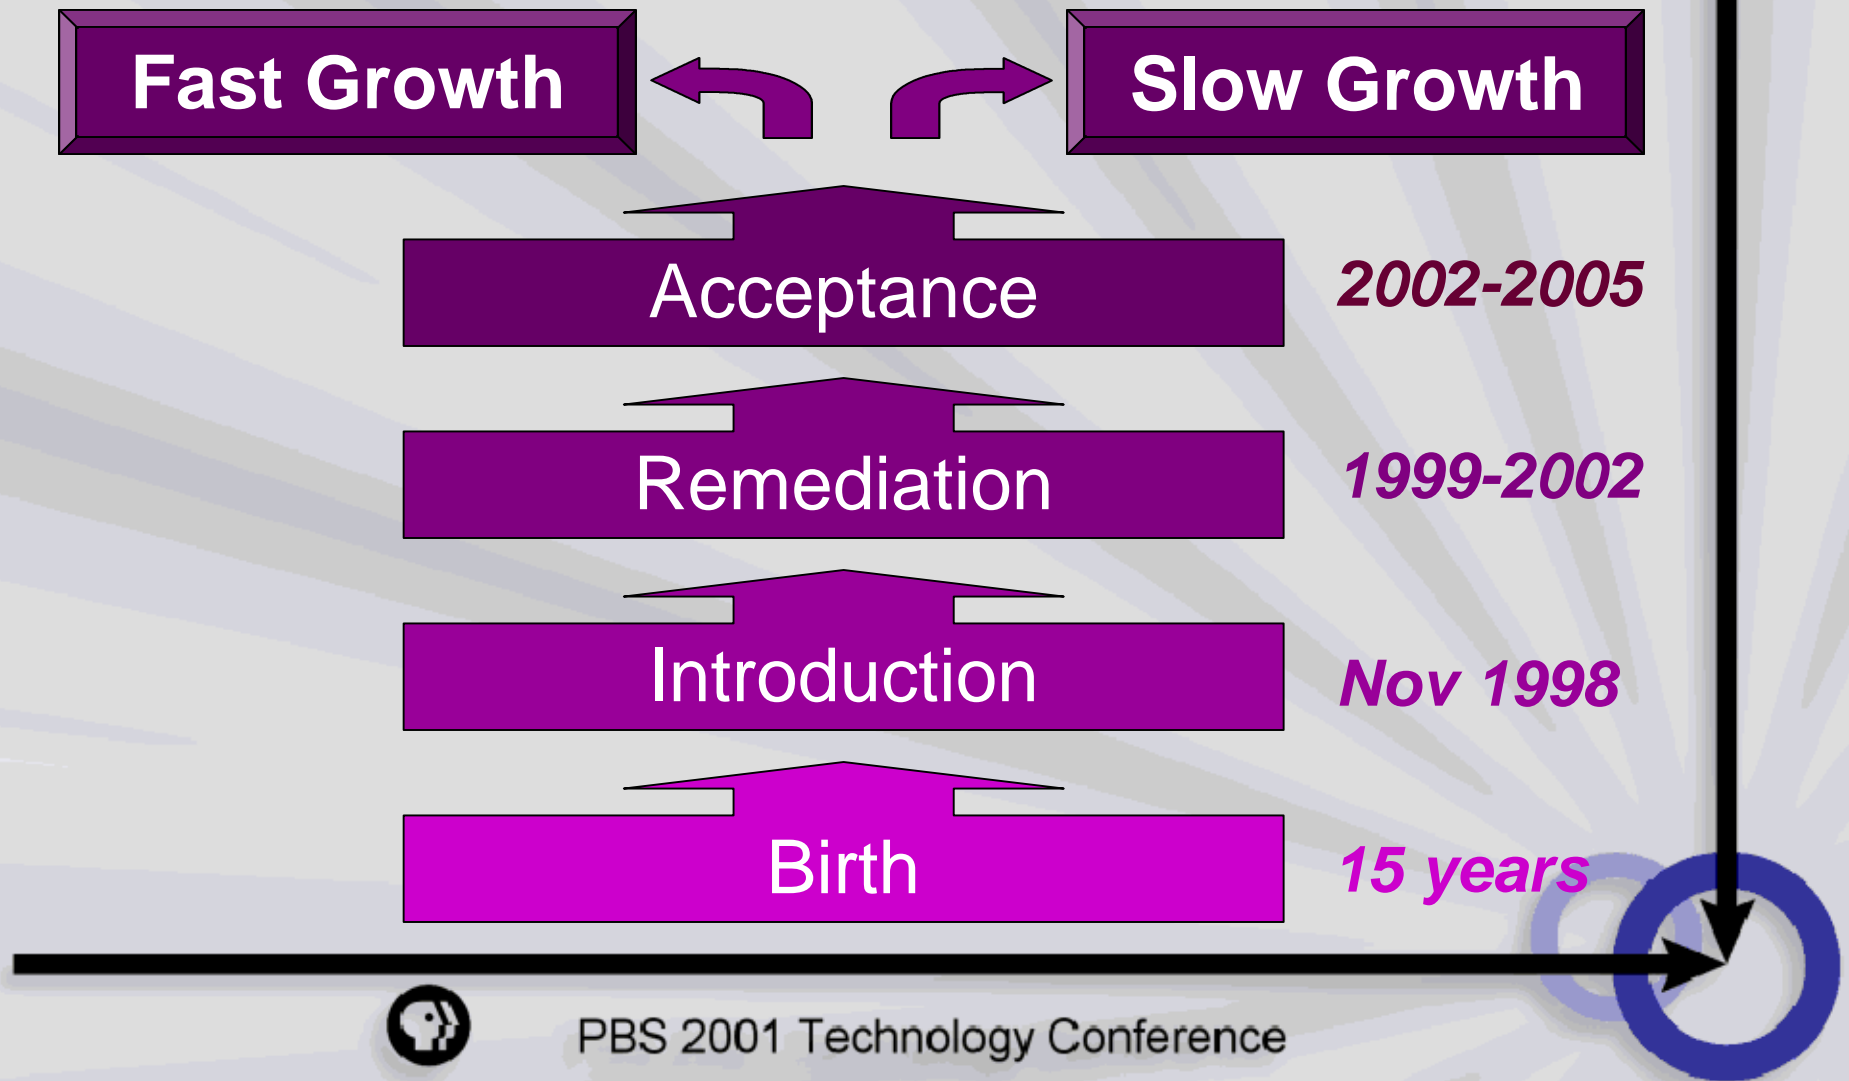 Fast Growth
Slow Growth
Acceptance
2002-2005
Remediation
1999-2002
Introduction
Nov 1998
Birth
15 years
PBS 2001 Technology Conference